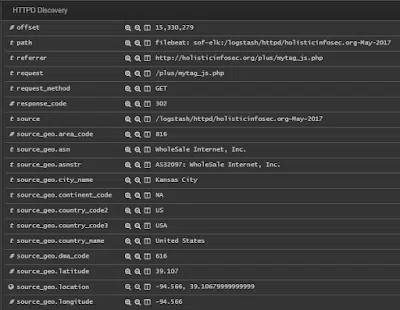 HTTPD Discovery
# offset 15,330,279
t path filebeat: sof-elk:/logstash/httpd/holisticinfosec.org-May-2017
t referrer http://holisticinfosec.org/plus/mytag_js.php
t request /plus/mytag_js.php
t request_method GET
# response_code 302
t source /logstash/httpd/holisticinfosec.org-May-2017
# source_geo.area_code 816
t source_geo.asn WholeSale Internet, Inc.
t source_geo.asnstr AS32097: WholeSale Internet, Inc.
t source_geo.city_name Kansas City
t source_geo.continent_code NA
t source_geo.country_code2 US
t source_geo.country_code3 USA
t source_geo.country_name United States
# source_geo.dma_code 616
# source_geo.latitude 39.107
source_geo.location -94.566, 39.10679999999999
# source_geo.longitude -94.566